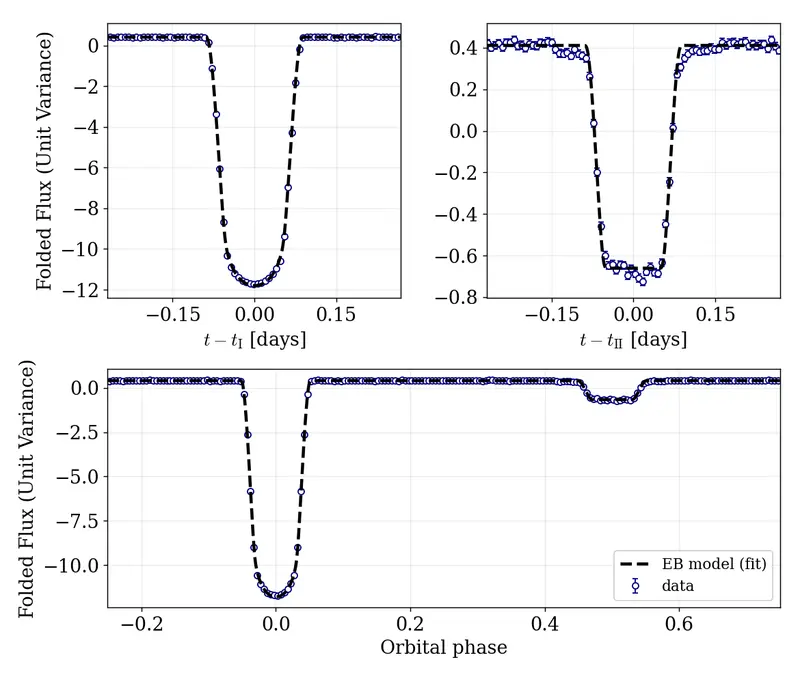 Folded Flux (Unit Variance)
0
−2
−4
−6
−8
−10
−12
−0.15 0.00 0.15
t − tI [days]
0.4
0.2
0.0
−0.2
−0.4
−0.6
−0.8
−0.15 0.00 0.15
t − tII [days]
Folded Flux (Unit Variance)
0.0
−2.5
−5.0
−7.5
−10.0
−0.2 0.0 0.2 0.4 0.6
Orbital phase
EB model (fit)
data